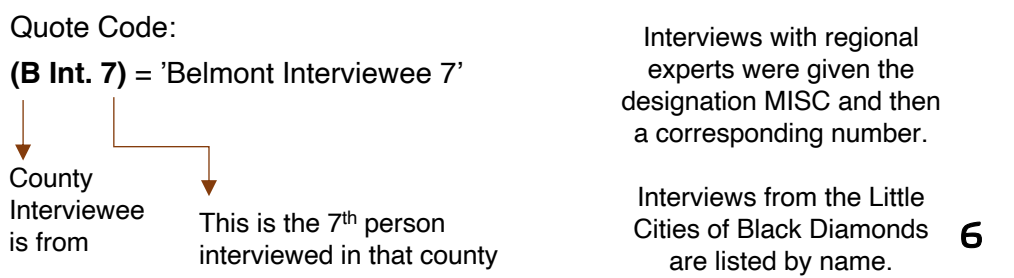 Quote Code:
(B Int. 7) = ’Belmont Interviewee 7’
County
Interviewee
is from
This is the 7th person
interviewed in that county
Interviews with regional
experts were given the
designation MISC and then
a corresponding number.
Interviews from the Little
Cities of Black Diamonds
are listed by name.
6